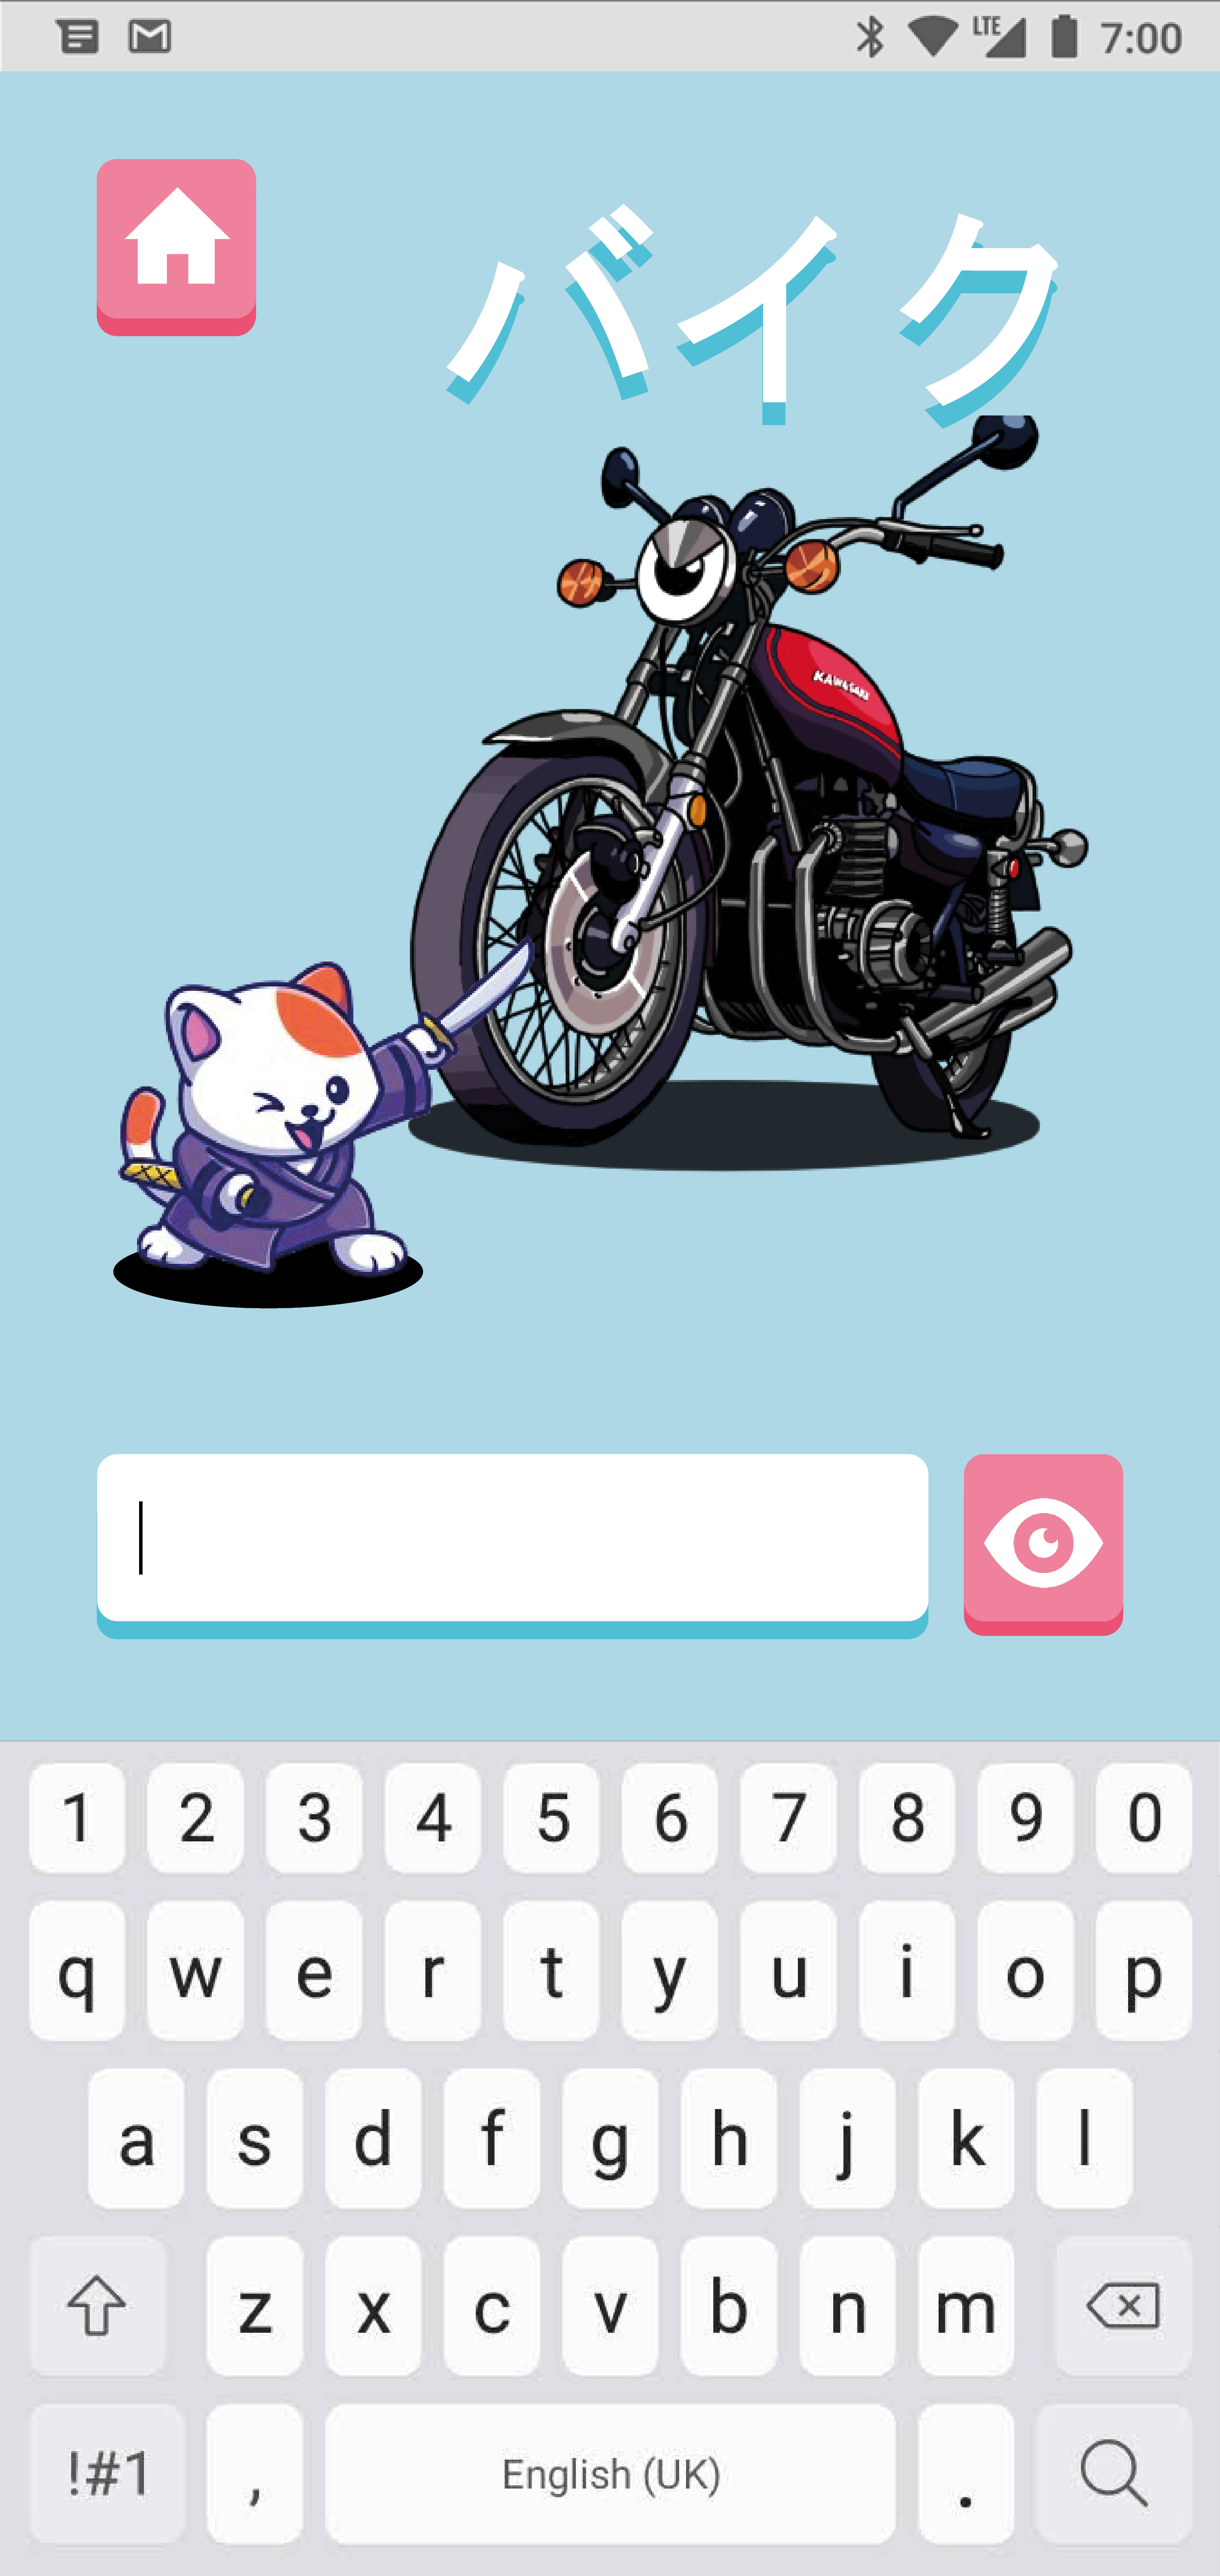 LTE 7:00
バイク
KAWASAKI
1 2 3 4 5 6 7 8 9 0
q w e r t y u i o p
a s d f g h j k l
z x c v b n m
!#1 , English (UK) .